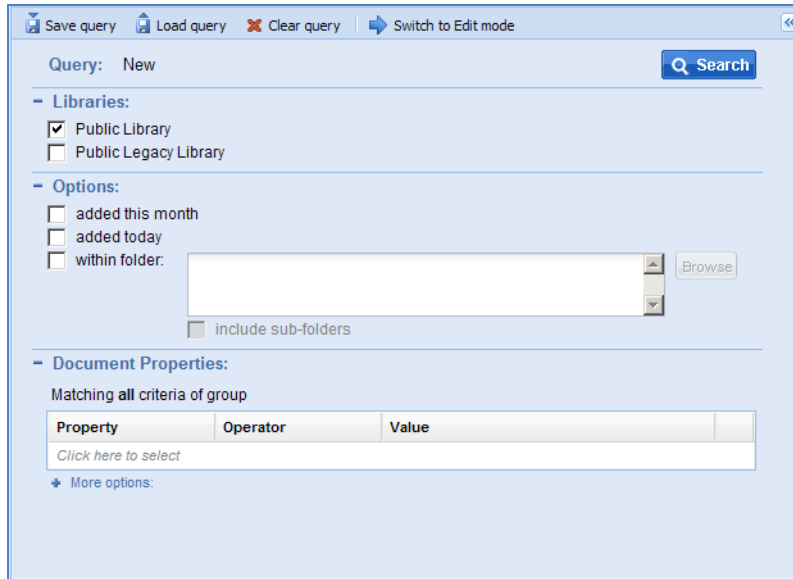 Save query Load query Clear query Switch to Edit mode
Query: New Search
Libraries:
Public Library
Public Legacy Library
Options:
added this month
added today
within folder: Browse
include sub-folders
Document Properties:
Matching all criteria of group
Property Operator Value
Click here to select
More options: